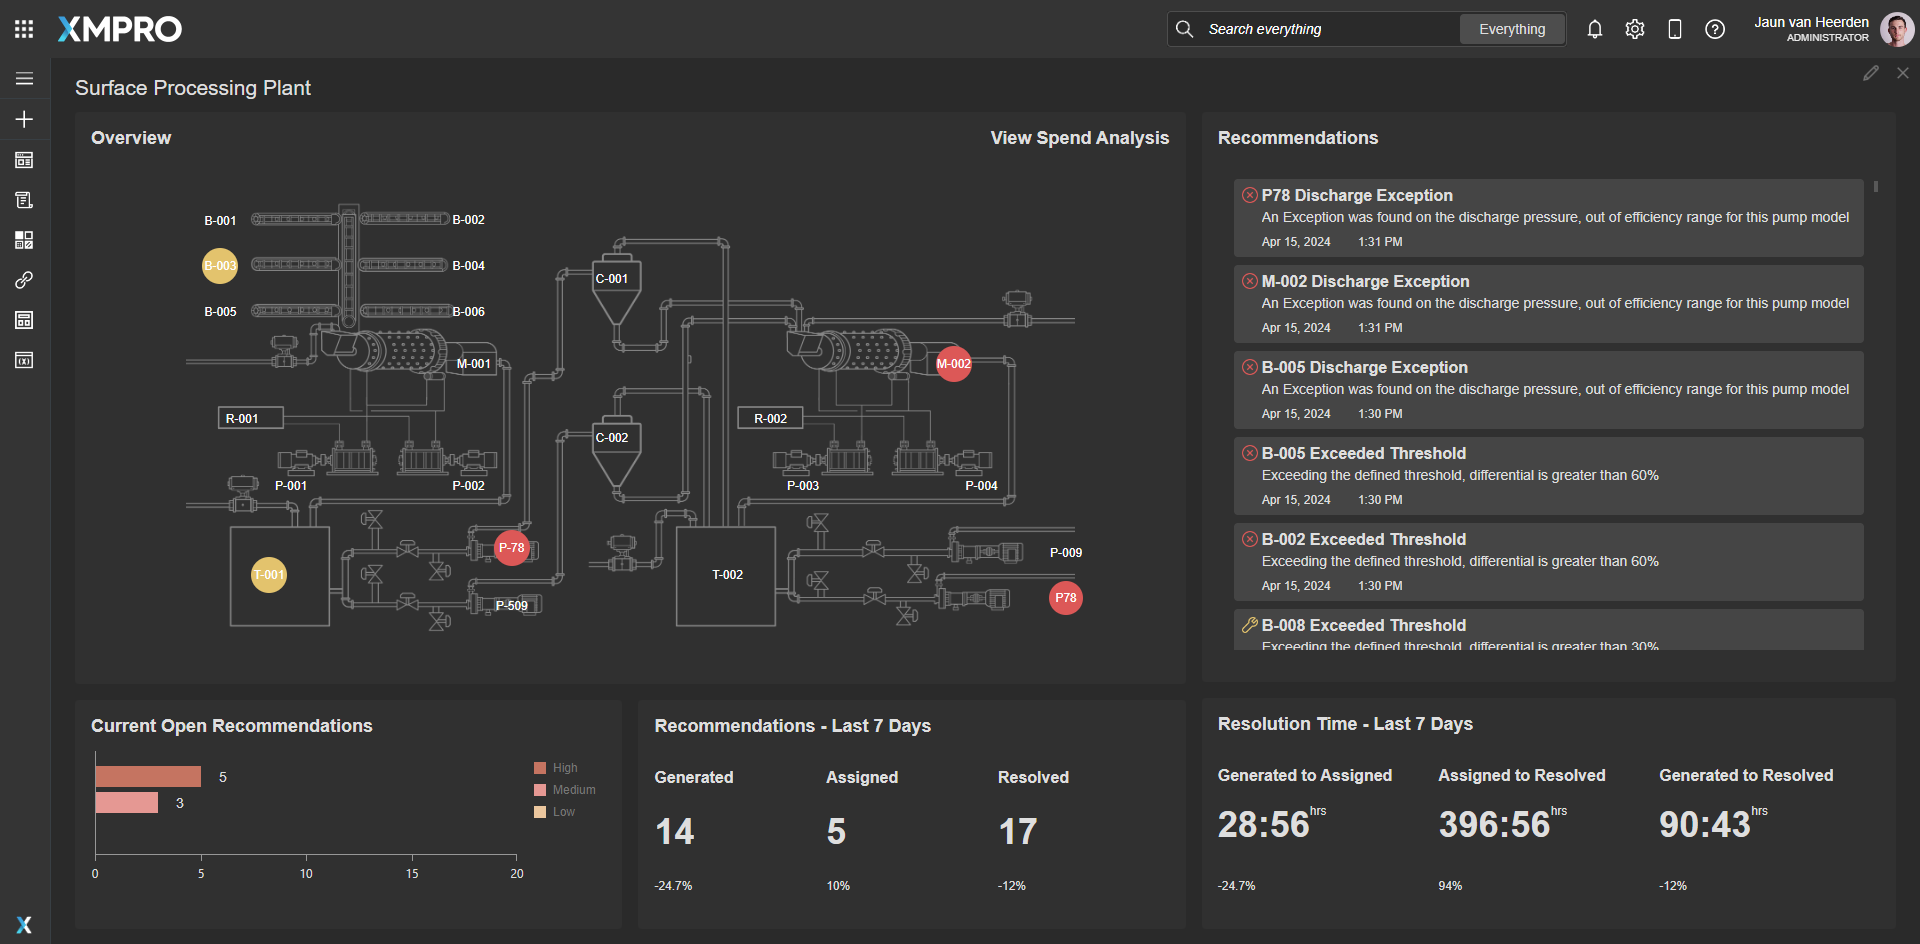 XMPRO
Search everything
Everything
Jaun van Heerden
ADMINISTRATOR
Surface Processing Plant
Overview
View Spend Analysis
B-001
B-002
B-003
B-004
B-005
B-006
C-001
M-001
M-002
R-001
R-002
C-002
P-001
P-002
P-003
P-004
P-78
P-009
T-001
T-002
P-509
P78
Recommendations
P78 Discharge Exception
An Exception was found on the discharge pressure, out of efficiency range for this pump model
Apr 15, 2024 1:31 PM
M-002 Discharge Exception
An Exception was found on the discharge pressure, out of efficiency range for this pump model
Apr 15, 2024 1:31 PM
B-005 Discharge Exception
An Exception was found on the discharge pressure, out of efficiency range for this pump model
Apr 15, 2024 1:30 PM
B-005 Exceeded Threshold
Exceeding the defined threshold, differential is greater than 60%
Apr 15, 2024 1:30 PM
B-002 Exceeded Threshold
Exceeding the defined threshold, differential is greater than 60%
Apr 15, 2024 1:30 PM
B-008 Exceeded Threshold
Exceeding the defined threshold, differential is greater than 30%
Current Open Recommendations
5
3
High
Medium
Low
0 5 10 15 20
Recommendations - Last 7 Days
Generated Assigned Resolved
14 5 17
-24.7% 10% -12%
Resolution Time - Last 7 Days
Generated to Assigned Assigned to Resolved Generated to Resolved
28:56 hrs 396:56 hrs 90:43 hrs
-24.7% 94% -12%